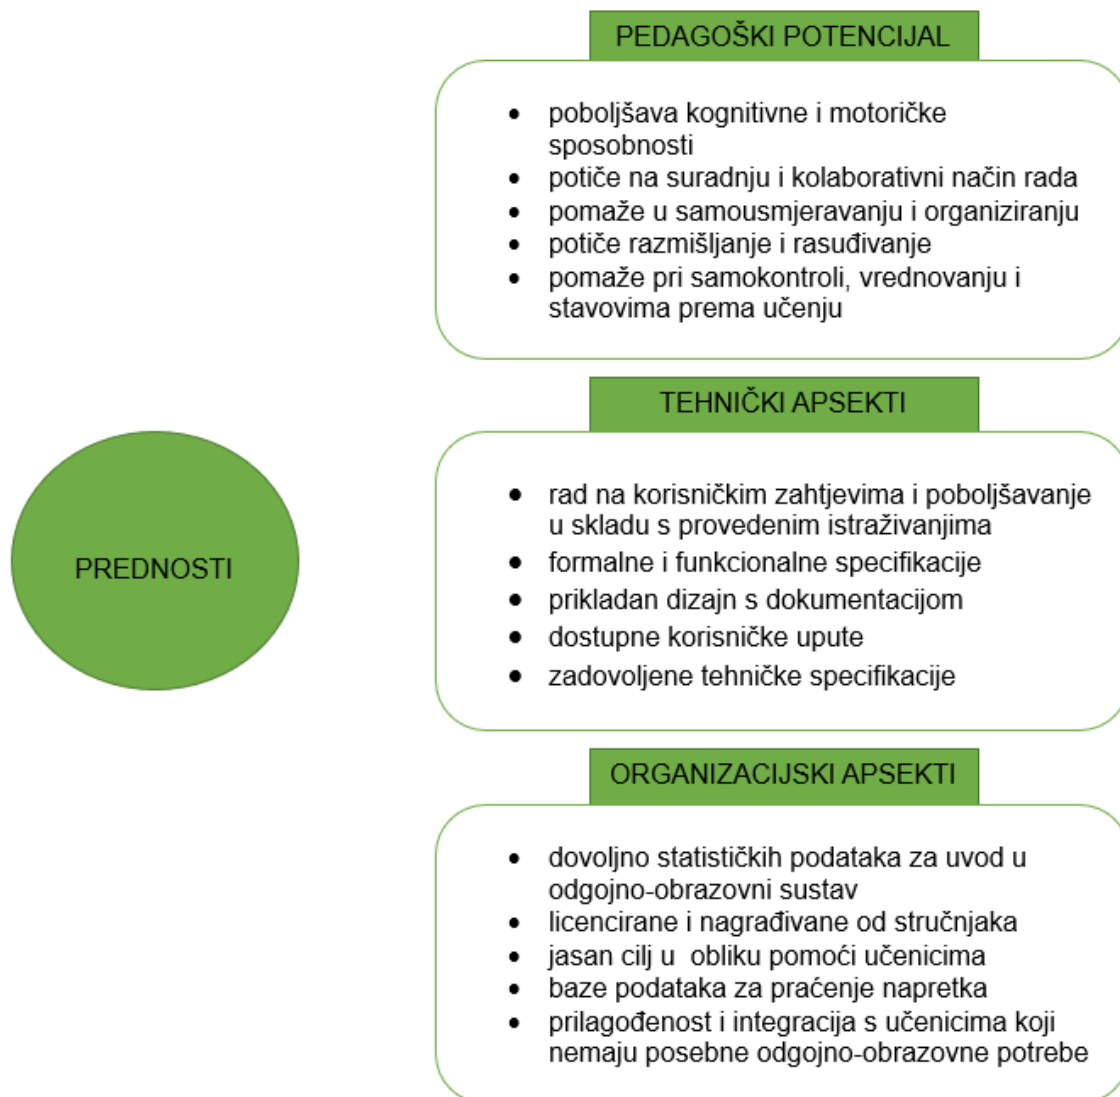 PEDAGOŠKI POTENCIJAL
• poboljšava kognitivne i motoričke
sposobnosti
• potiče na suradnju i kolaborativni način rada
• pomaže u samousmjeravanju i organiziranju
• potiče razmišljanje i rasuđivanje
• pomaže pri samokontroli, vrednovanju i
stavovima prema učenju
PREDNOSTI
TEHNIČKI APSEKTI
• rad na korisničkim zahtjevima i poboljšavanje
u skladu s provedenim istraživanjima
• formalne i funkcionalne specifikacije
• prikladan dizajn s dokumentacijom
• dostupne korisničke upute
• zadovoljene tehničke specifikacije
ORGANIZACIJSKI APSEKTI
• dovoljno statističkih podataka za uvod u
odgojno-obrazovni sustav
• licencirane i nagrađivane od stručnjaka
• jasan cilj u obliku pomoći učenicima
• baze podataka za praćenje napretka
• prilagođenost i integracija s učenicima koji
nemaju posebne odgojno-obrazovne potrebe